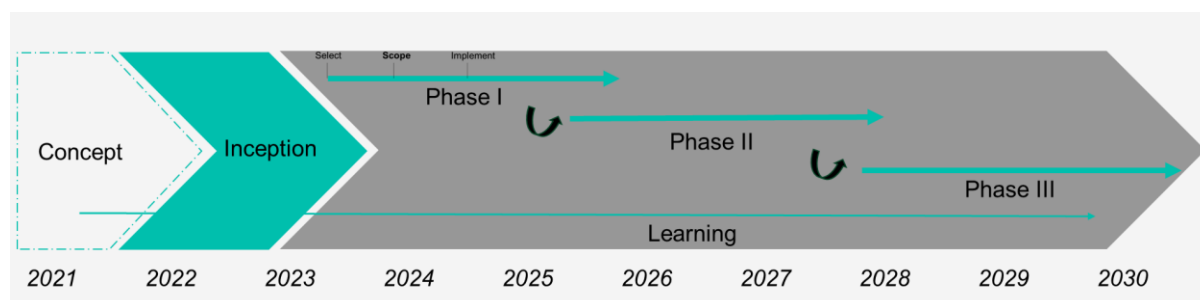 Select Scope Implement
Phase I
Phase II
Concept
Inception
Phase III
Learning
2021 2022 2023 2024 2025 2026 2027 2028 2029 2030